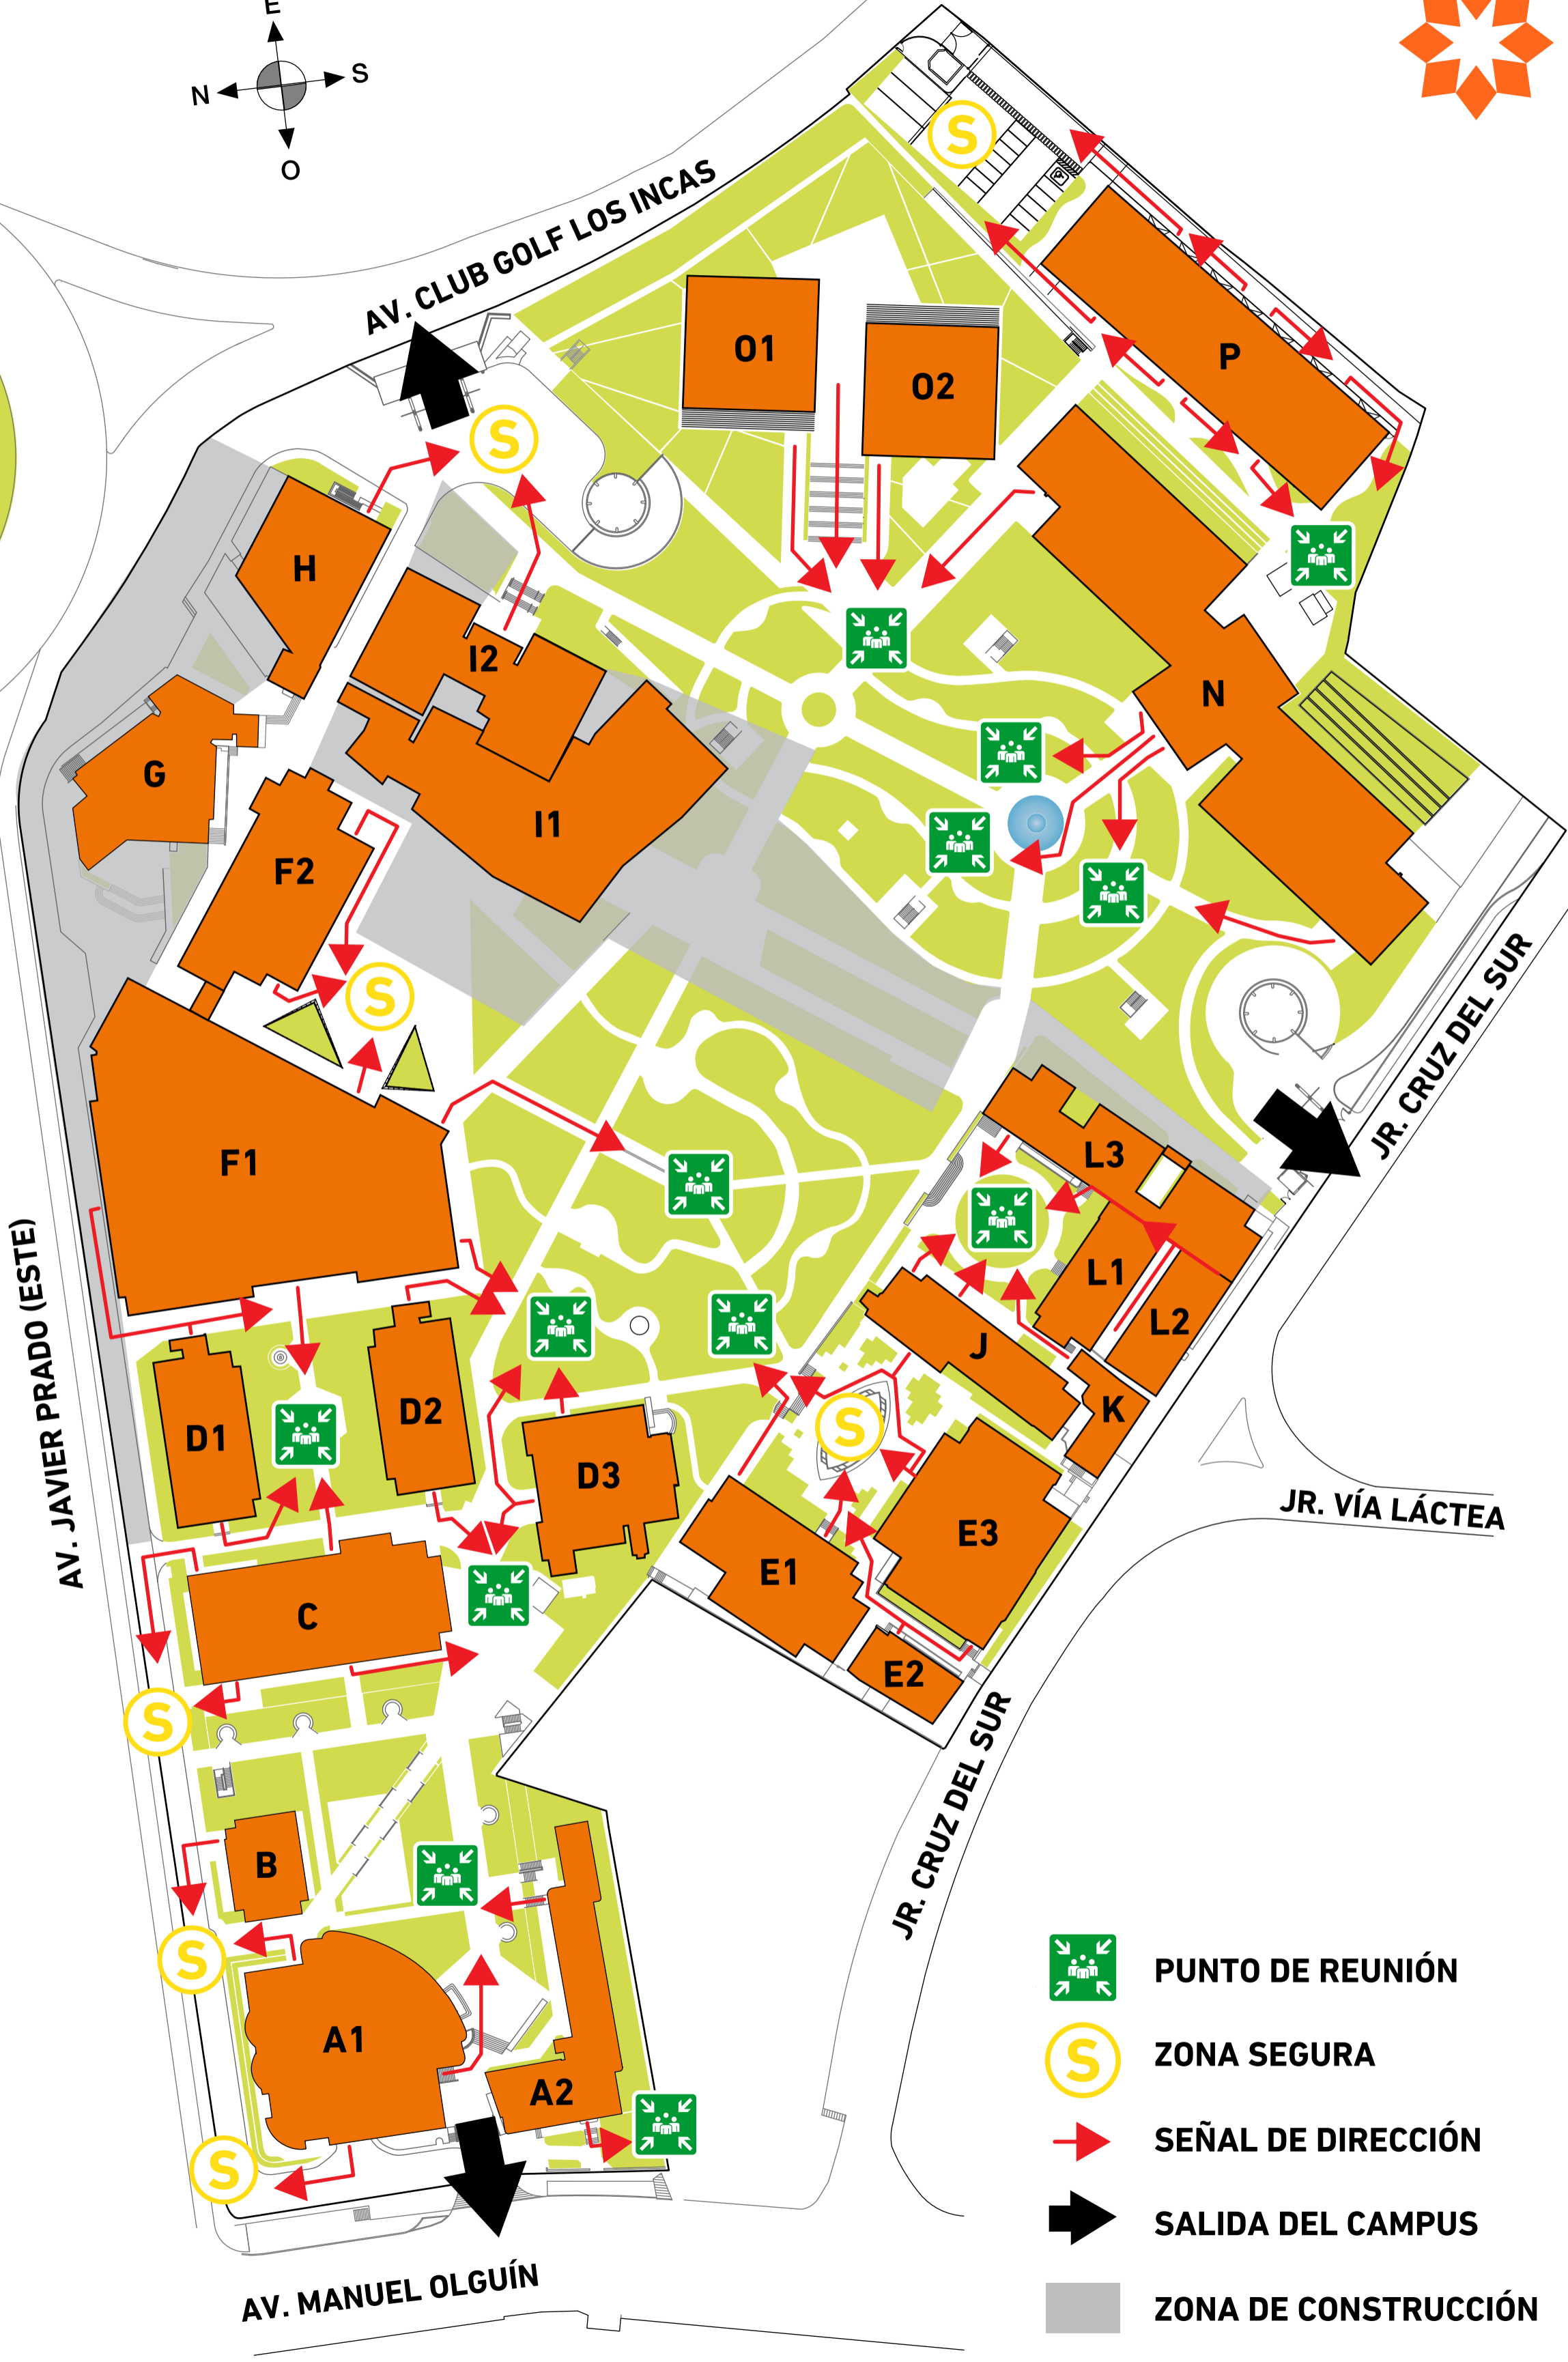 E
N
S
O
AV. CLUB GOLF LOS INCAS
S
O1
O2
P
S
H
I2
N
G
I1
F2
S
F1
L3
L1
L2
J
K
D1
D2
D3
S
E3
E1
E2
C
S
B
S
A1
A2
S
AV. JAVIER PRADO (ESTE)
JR. CRUZ DEL SUR
JR. VÍA LÁCTEA
JR. CRUZ DEL SUR
AV. MANUEL OLGUÍN
PUNTO DE REUNIÓN
S
ZONA SEGURA
SEÑAL DE DIRECCIÓN
SALIDA DEL CAMPUS
ZONA DE CONSTRUCCIÓN